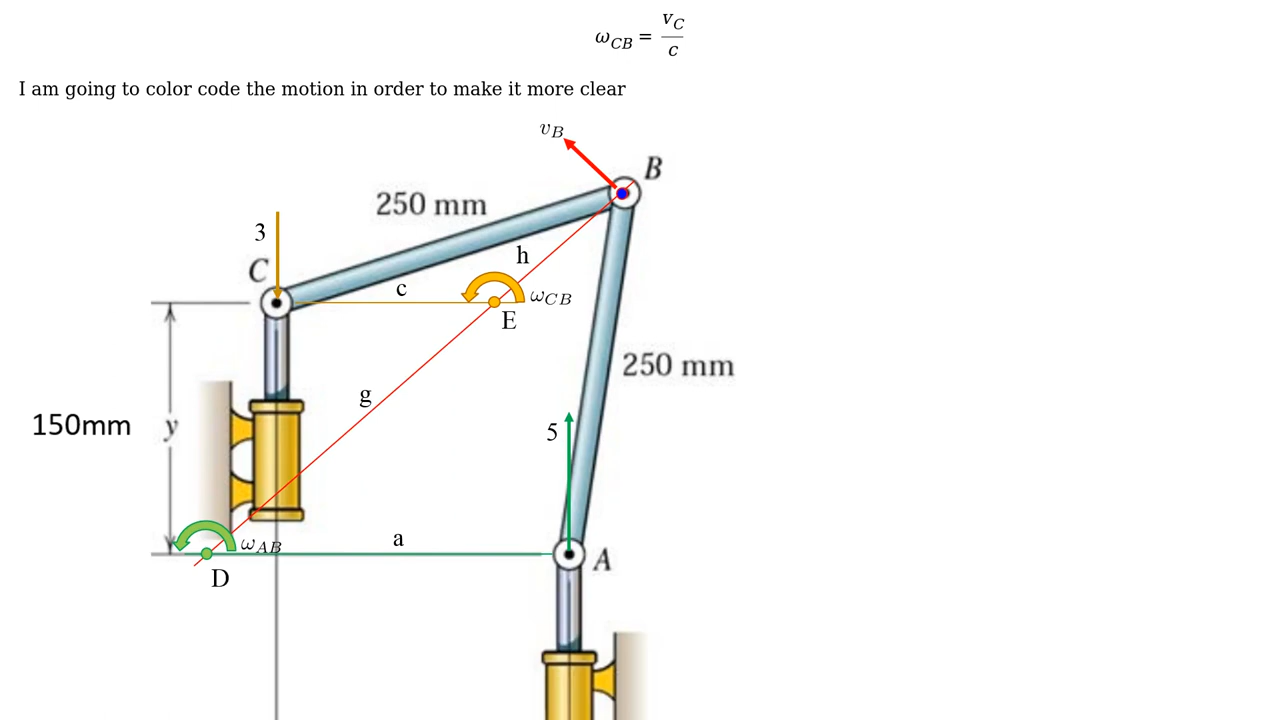 ω_CB = v_C / c
I am going to color code the motion in order to make it more clear
v_B
B
250 mm
3
h
C
c
ω_CB
E
250 mm
g
150mm
y
5
a
ω_AB
A
D